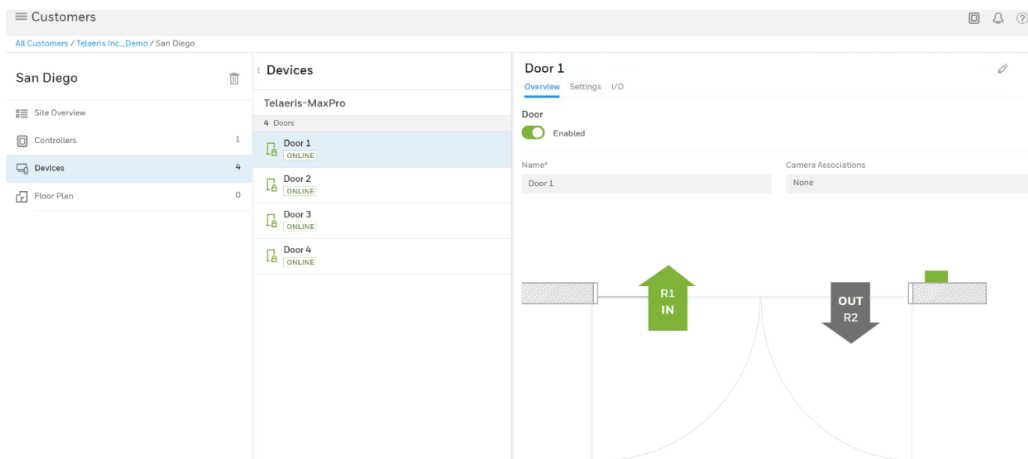 Customers
All Customers / Telaeris Inc_Demo / San Diego
San Diego
Site Overview
Controllers 1
Devices 4
Floor Plan 0
Devices
Telaeris-MaxPro
4 Doors
Door 1
ONLINE
Door 2
ONLINE
Door 3
ONLINE
Door 4
ONLINE
Door 1
Overview Settings I/O
Door
Enabled
Name* Camera Associations
Door 1 None
R1
IN
OUT
R2